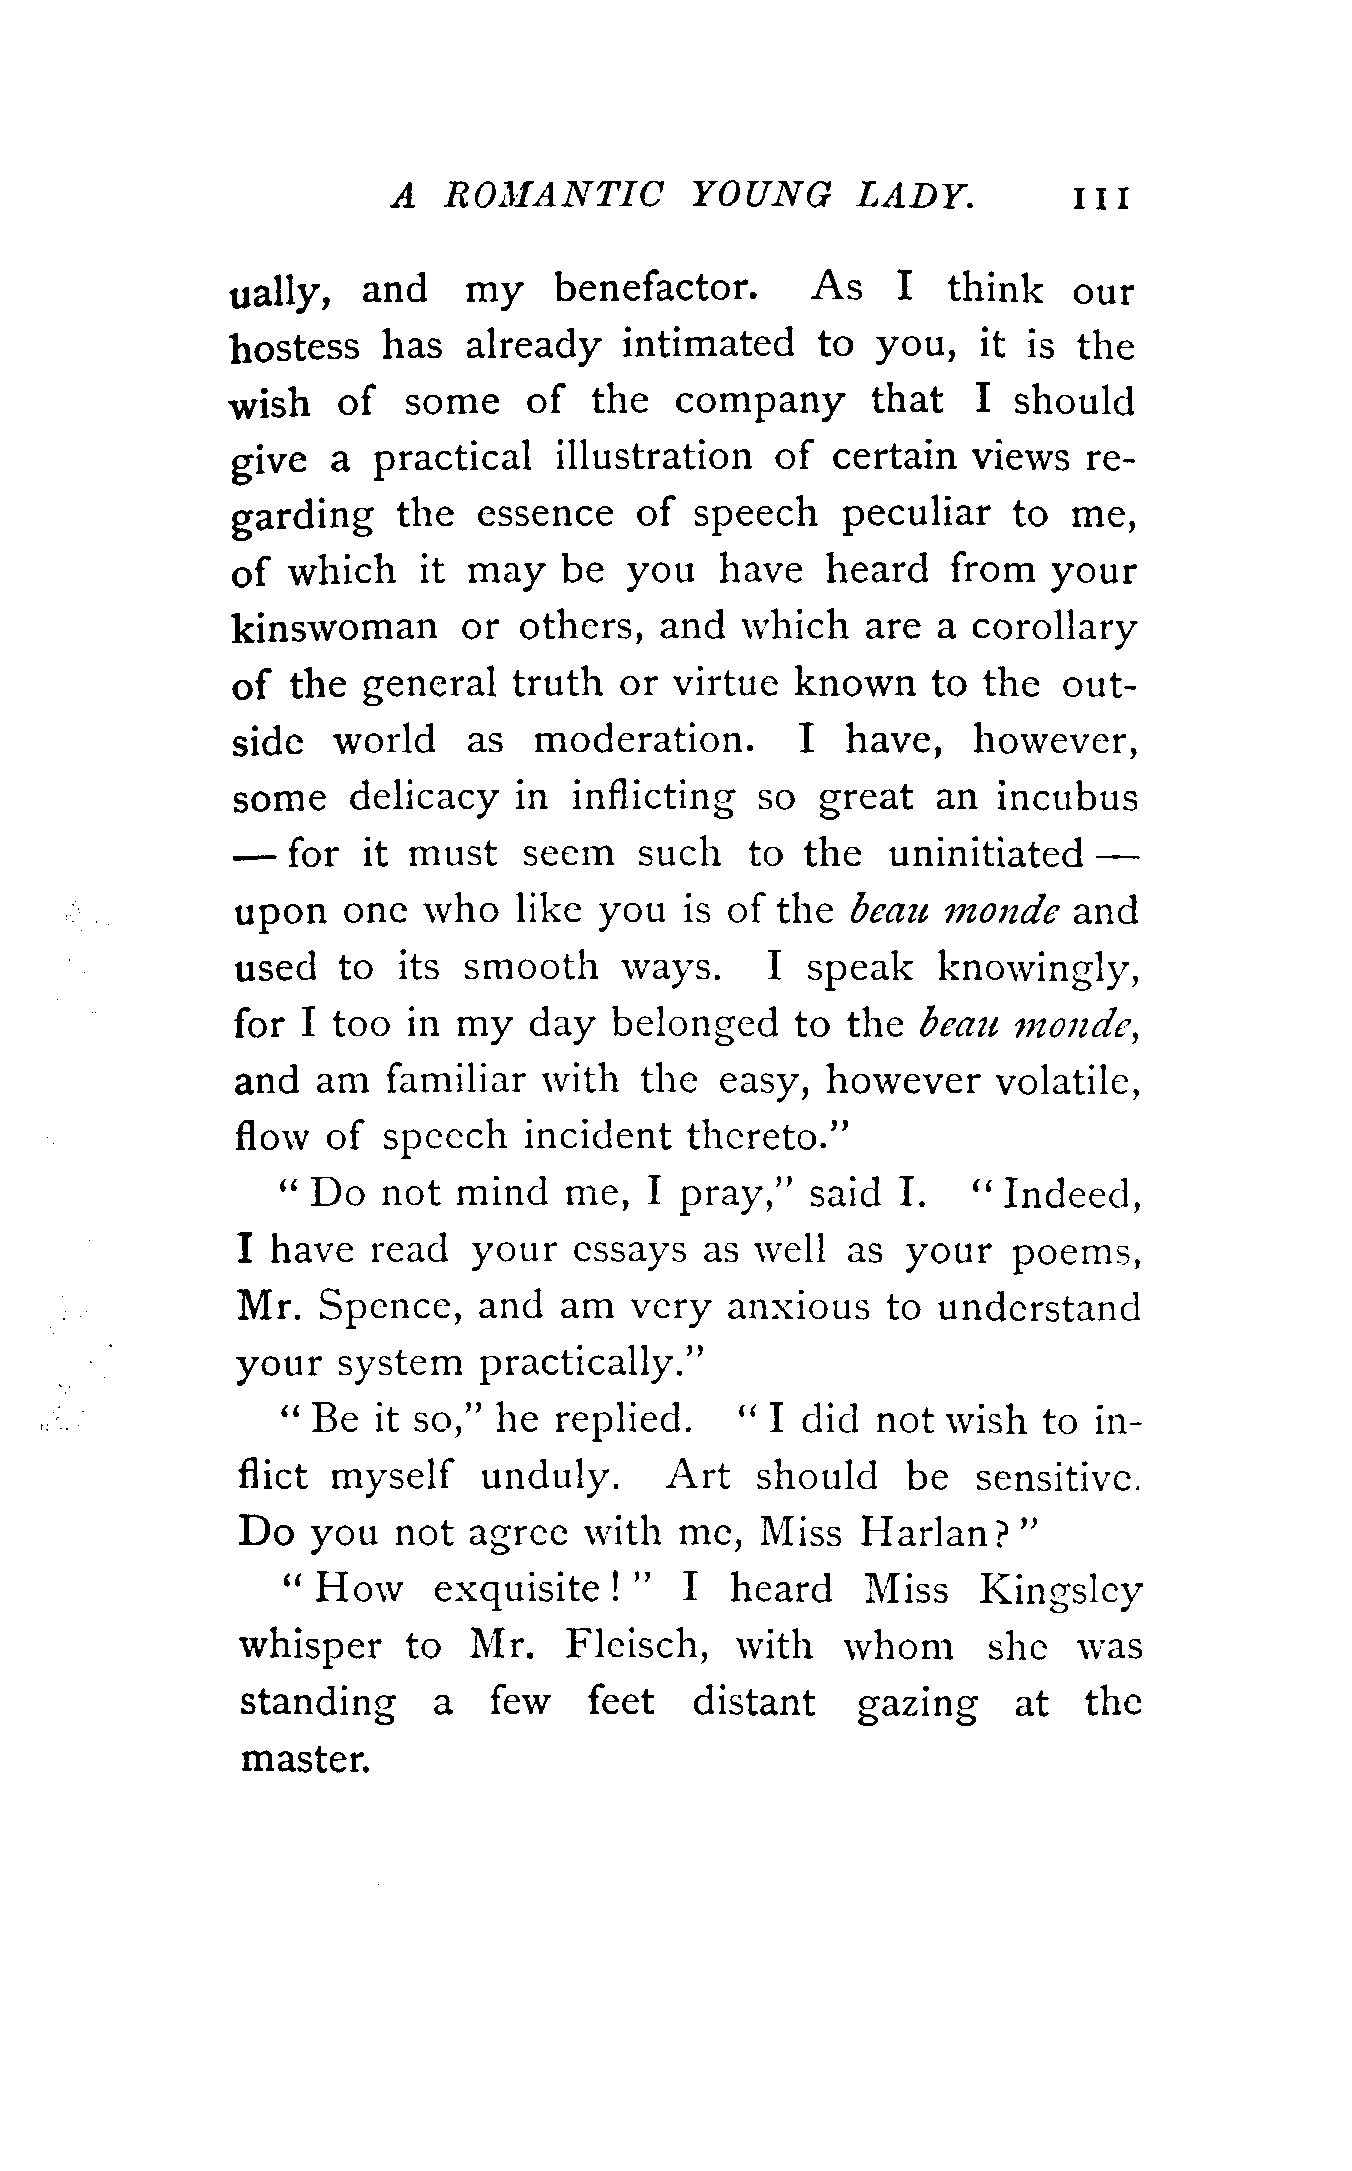 A ROMANTIC YOUNG LADY. 111
ually, and my benefactor. As I think our
hostess has already intimated to you, it is the
wish of some of the company that I should
give a practical illustration of certain views re-
garding the essence of speech peculiar to me,
of which it may be you have heard from your
kinswoman or others, and which are a corollary
of the general truth or virtue known to the out-
side world as moderation. I have, however,
some delicacy in inflicting so great an incubus
— for it must seem such to the uninitiated —
upon one who like you is of the beau monde and
used to its smooth ways. I speak knowingly,
for I too in my day belonged to the beau monde,
and am familiar with the easy, however volatile,
flow of speech incident thereto."
" Do not mind me, I pray," said I. " Indeed,
I have read your essays as well as your poems,
Mr. Spence, and am very anxious to understand
your system practically."
" Be it so," he replied. " I did not wish to in-
flict myself unduly. Art should be sensitive.
Do you not agree with me, Miss Harlan? "
" How exquisite! " I heard Miss Kingsley
whisper to Mr. Fleisch, with whom she was
standing a few feet distant gazing at the
master.